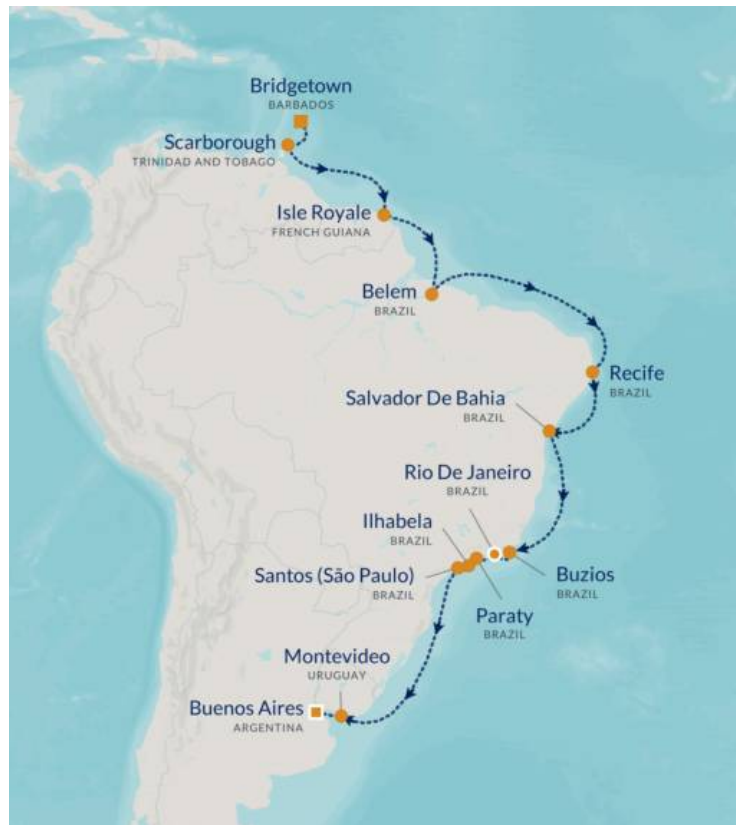 Bridgetown
BARBADOS
Scarborough
TRINIDAD AND TOBAGO
Isle Royale
FRENCH GUIANA
Belem
BRAZIL
Recife
BRAZIL
Salvador De Bahia
BRAZIL
Rio De Janeiro
BRAZIL
Ilhabela
BRAZIL
Santos (São Paulo)
BRAZIL
Buzios
BRAZIL
Paraty
BRAZIL
Montevideo
URUGUAY
Buenos Aires
ARGENTINA